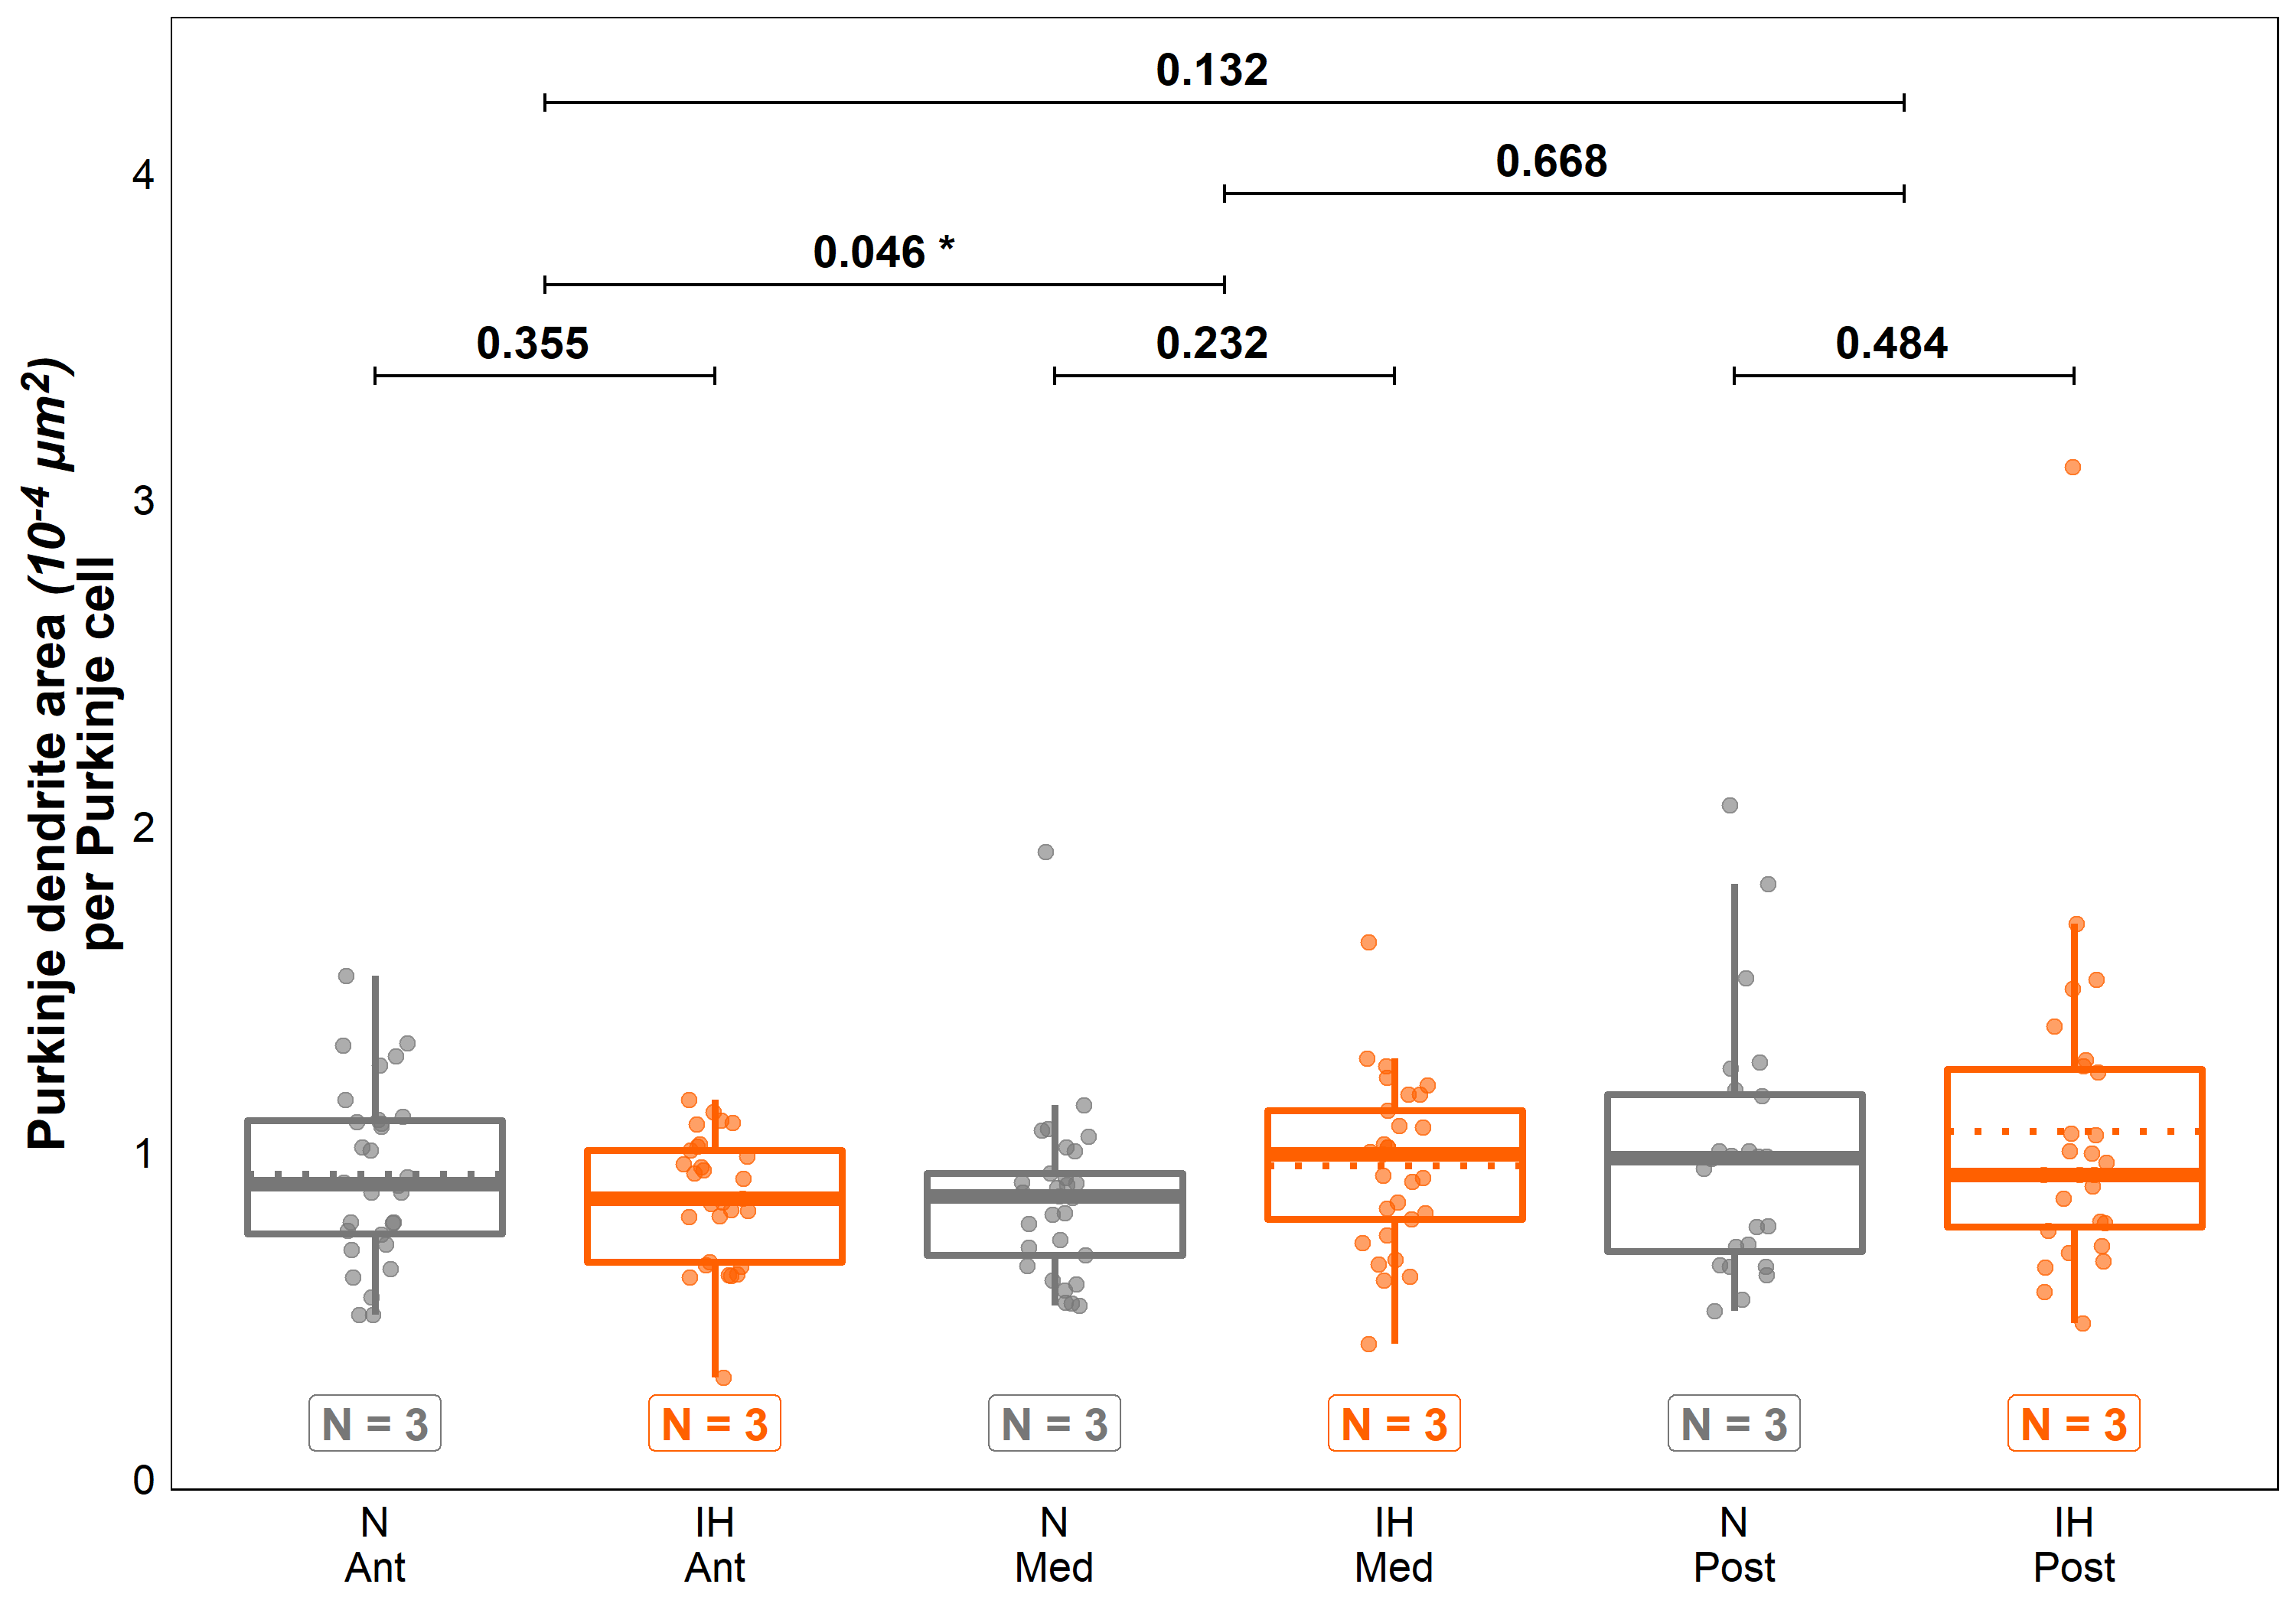 0.132
0.668
0.046 *
0.355
0.232
0.484
Purkinje dendrite area (10⁻⁴ µm²)
per Purkinje cell
4
3
2
1
0
N = 3
N = 3
N = 3
N = 3
N = 3
N = 3
N
Ant
IH
Ant
N
Med
IH
Med
N
Post
IH
Post